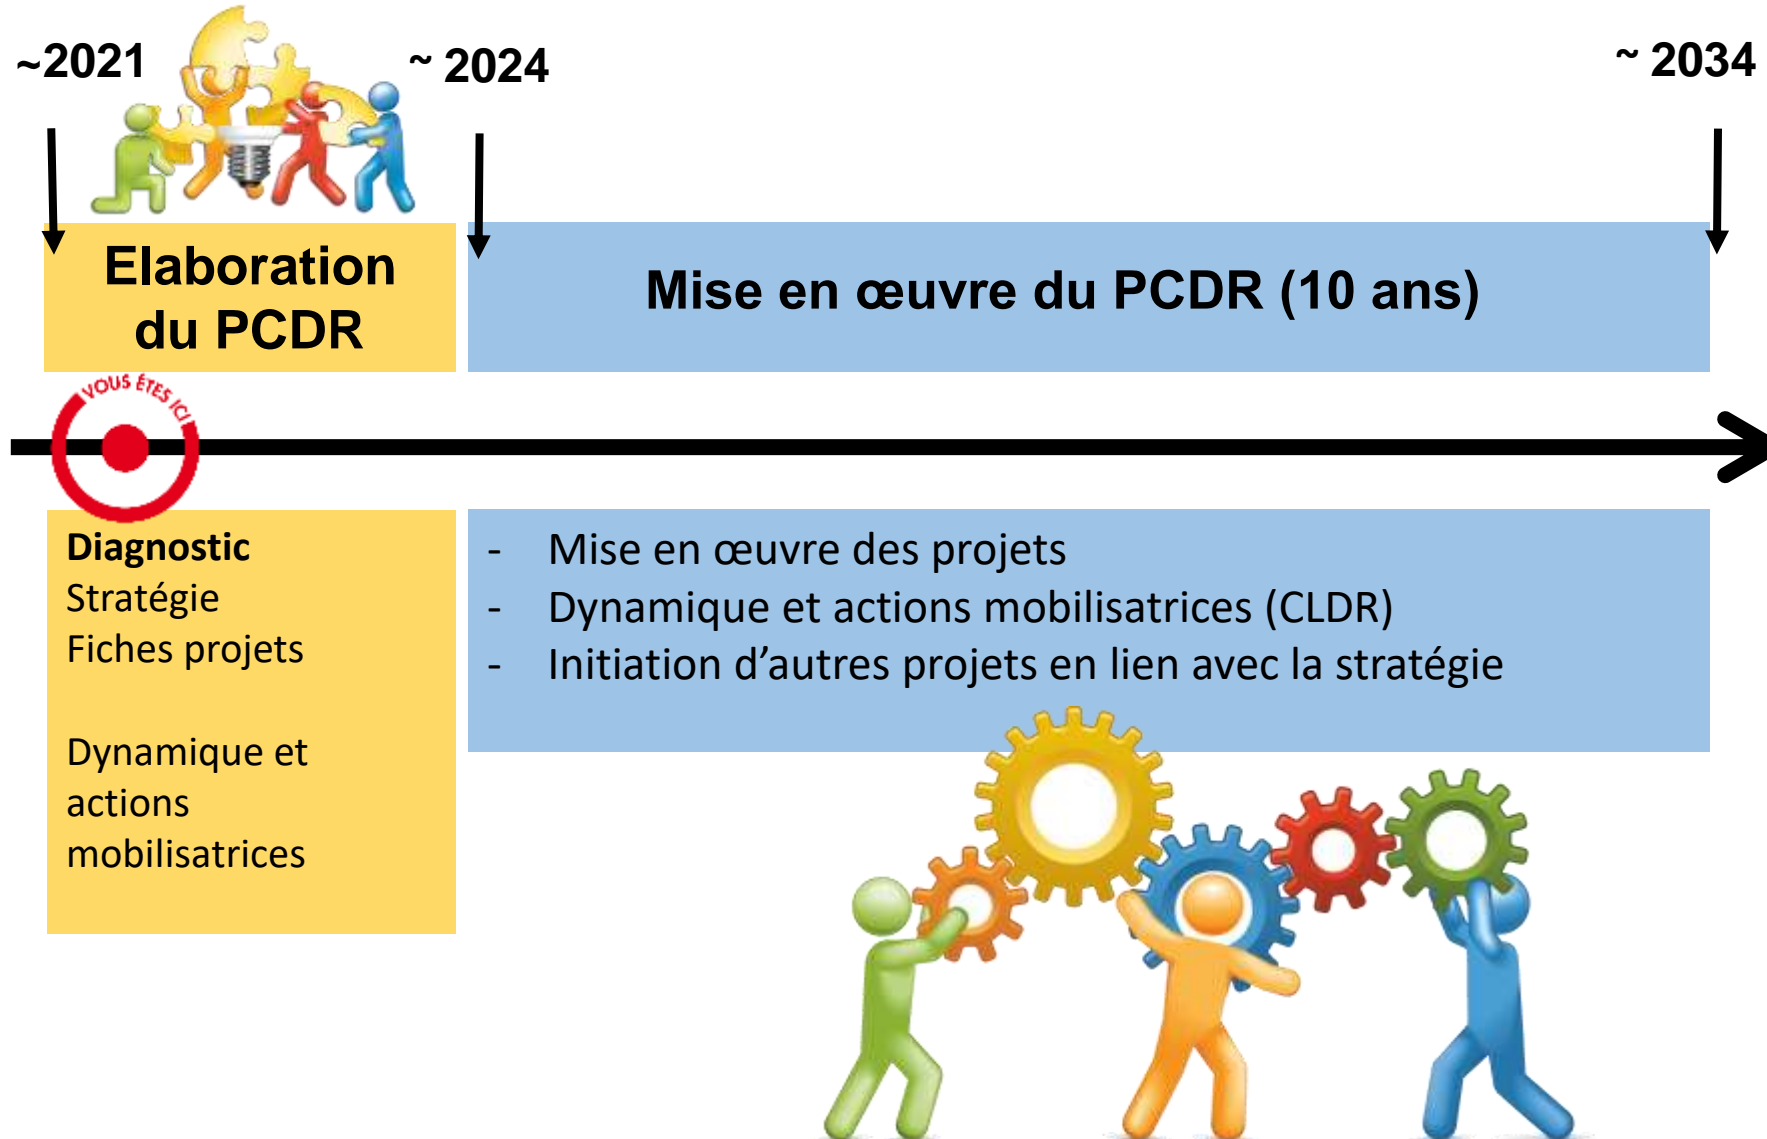 ~2021
~ 2024
~ 2034
Elaboration
du PCDR
Mise en œuvre du PCDR (10 ans)
VOUS ÊTES ICI
Diagnostic
Stratégie
Fiches projets
Dynamique et
actions
mobilisatrices
- Mise en œuvre des projets
- Dynamique et actions mobilisatrices (CLDR)
- Initiation d’autres projets en lien avec la stratégie